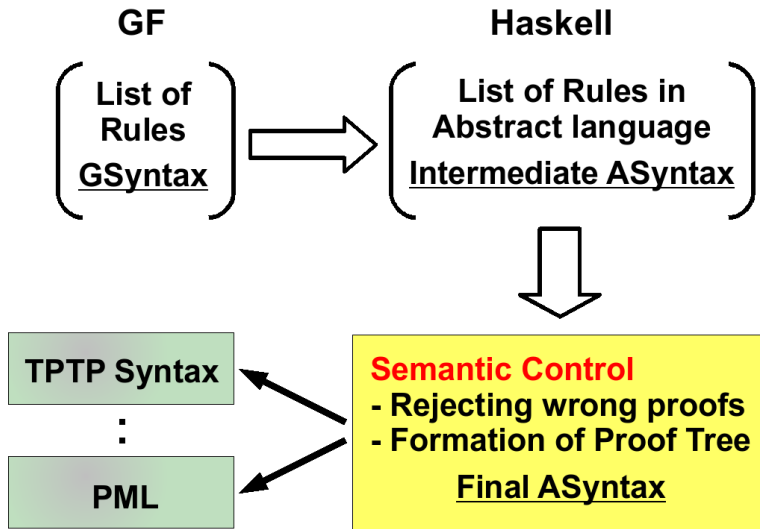 GF
List of
Rules
GSyntax
Haskell
List of Rules in
Abstract language
Intermediate ASyntax
Semantic Control
- Rejecting wrong proofs
- Formation of Proof Tree
Final ASyntax
TPTP Syntax
:
PML